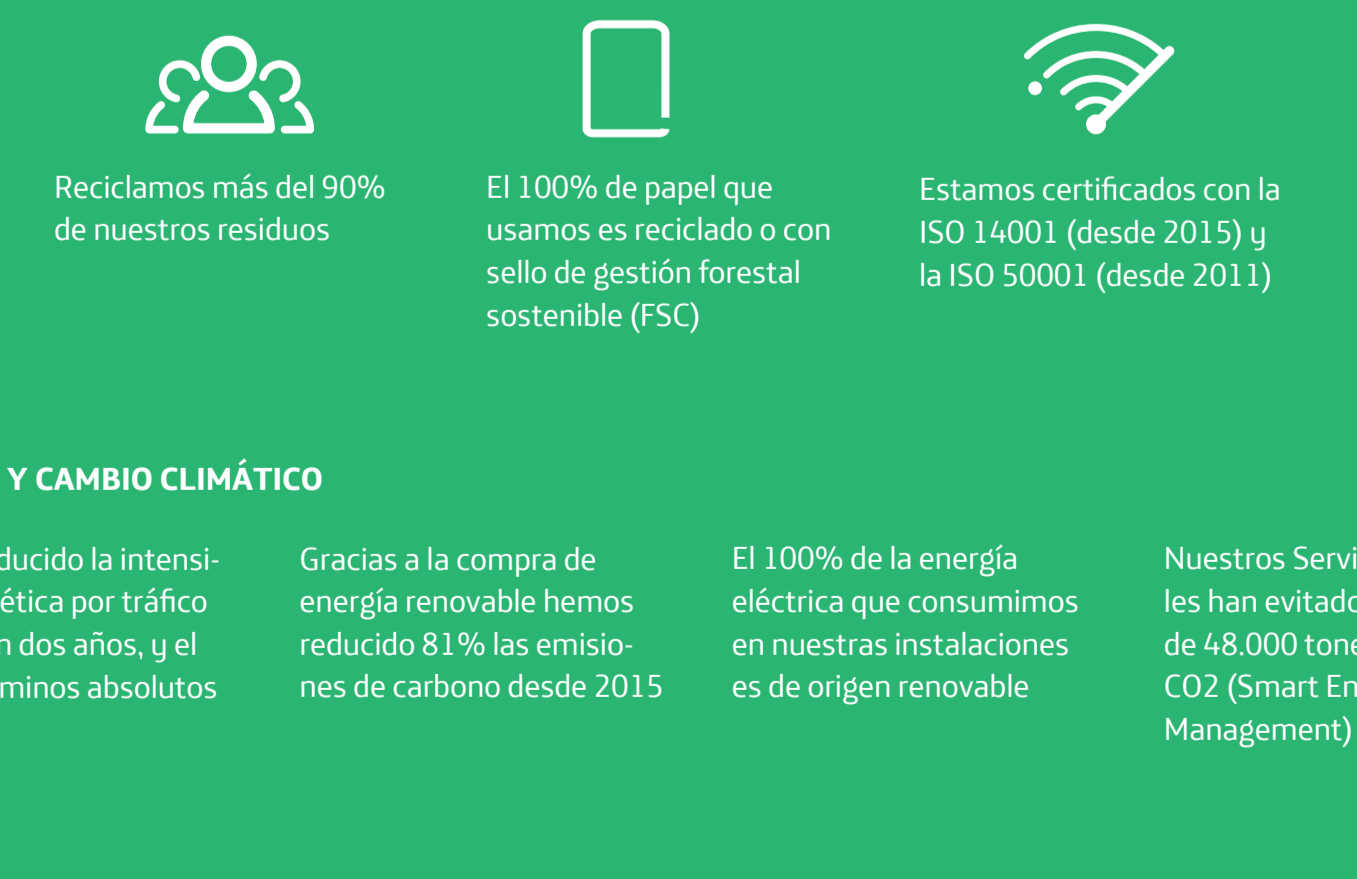 Reciclamos más del 90%
de nuestros residuos
El 100% de papel que
usamos es reciclado o con
sello de gestión forestal
sostenible (FSC)
Estamos certificados con la
ISO 14001 (desde 2015) y
la ISO 50001 (desde 2011)
Y CAMBIO CLIMÁTICO
ducido la intensi-
ética por tráfico
n dos años, y el
minos absolutos
Gracias a la compra de
energía renovable hemos
reducido 81% las emisio-
nes de carbono desde 2015
El 100% de la energía
eléctrica que consumimos
en nuestras instalaciones
es de origen renovable
Nuestros Servi
les han evitado
de 48.000 tone
CO2 (Smart En
Management)